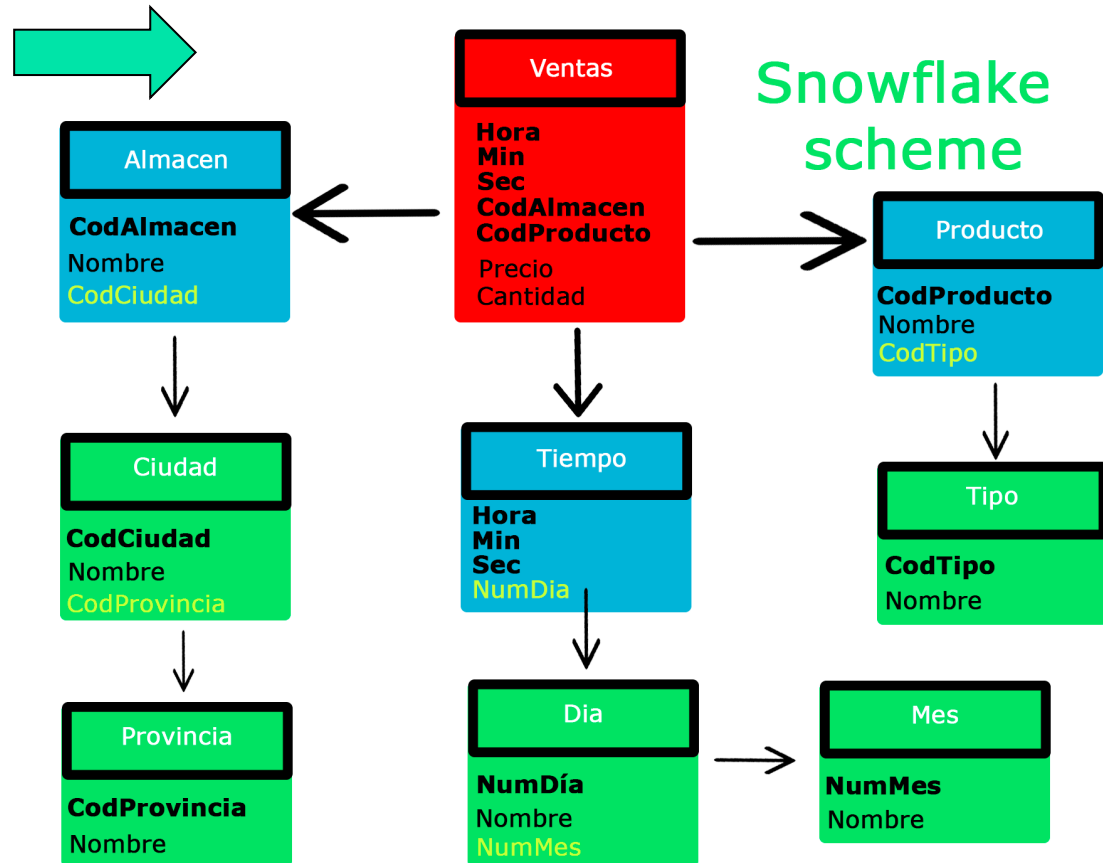 Snowflake
scheme
Ventas
Hora
Min
Sec
CodAlmacen
CodProducto
Precio
Cantidad
Almacen
CodAlmacen
Nombre
CodCiudad
Producto
CodProducto
Nombre
CodTipo
Ciudad
CodCiudad
Nombre
CodProvincia
Tiempo
Hora
Min
Sec
NumDia
Tipo
CodTipo
Nombre
Provincia
CodProvincia
Nombre
Dia
NumDía
Nombre
NumMes
Mes
NumMes
Nombre